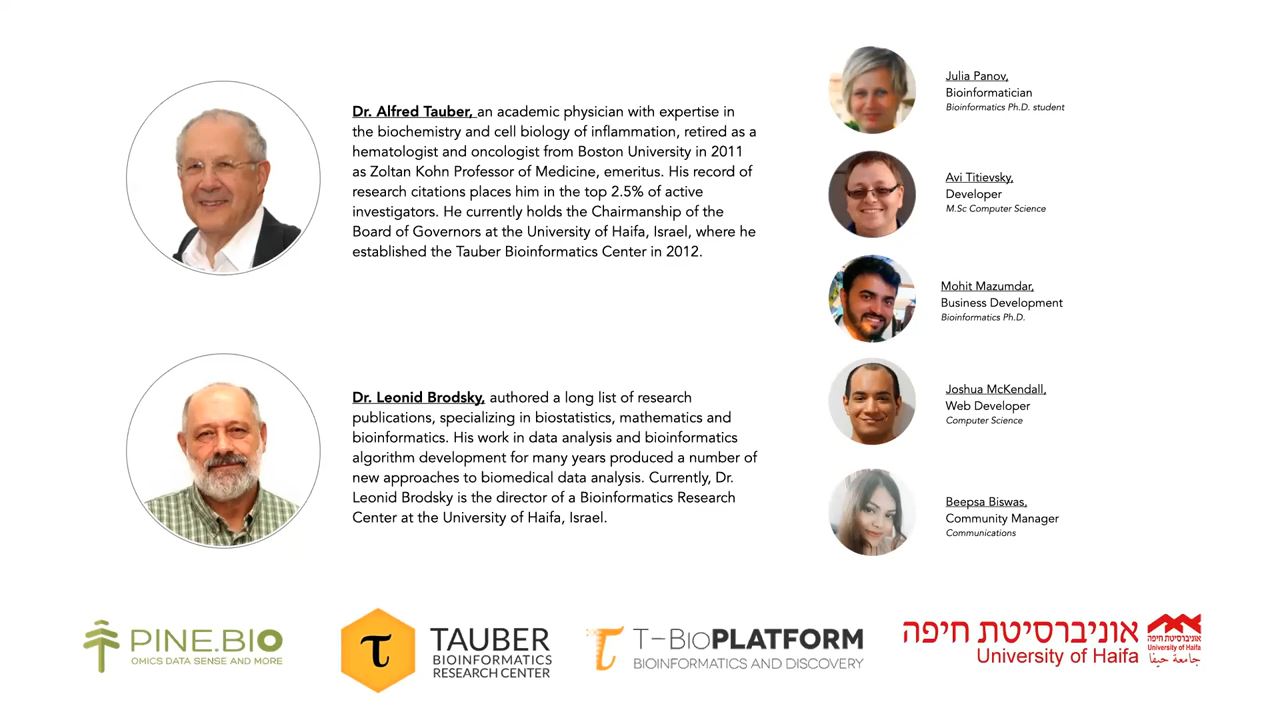 Dr. Alfred Tauber, an academic physician with expertise in
the biochemistry and cell biology of inflammation, retired as a
hematologist and oncologist from Boston University in 2011
as Zoltan Kohn Professor of Medicine, emeritus. His record of
research citations places him in the top 2.5% of active
investigators. He currently holds the Chairmanship of the
Board of Governors at the University of Haifa, Israel, where he
established the Tauber Bioinformatics Center in 2012.
Dr. Leonid Brodsky, authored a long list of research
publications, specializing in biostatistics, mathematics and
bioinformatics. His work in data analysis and bioinformatics
algorithm development for many years produced a number of
new approaches to biomedical data analysis. Currently, Dr.
Leonid Brodsky is the director of a Bioinformatics Research
Center at the University of Haifa, Israel.
Julia Panov,
Bioinformatician
Bioinformatics Ph.D. student
Avi Titievsky,
Developer
M.Sc Computer Science
Mohit Mazumdar,
Business Development
Bioinformatics Ph.D.
Joshua McKendall,
Web Developer
Computer Science
Beepsa Biswas,
Community Manager
Communications
PINE.BIO
OMICS DATA SENSE AND MORE
τ
TAUBER
BIOINFORMATICS
RESEARCH CENTER
T-BIOPLATFORM
BIOINFORMATICS AND DISCOVERY
אוניברסיטת חיפה
University of Haifa
אוניברסיטת חיפה
University of Haifa
جامعة حيفا